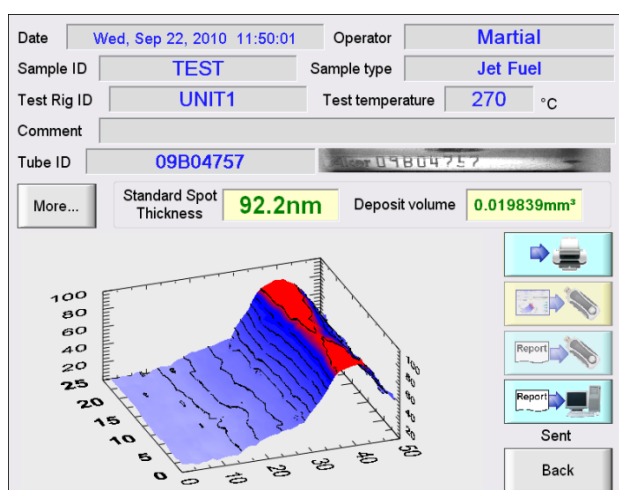 Date Wed, Sep 22, 2010 11:50:01 Operator Martial
Sample ID TEST Sample type Jet Fuel
Test Rig ID UNIT1 Test temperature 270 °C
Comment
Tube ID 09B04757 09B04757
More... Standard Spot Thickness 92.2nm Deposit volume 0.019839mm³
100
80
60
40
20
25
20
15
10
5
0
0 10 20 30 40 50
100
80
60
40
20
Report
Report
Sent
Back